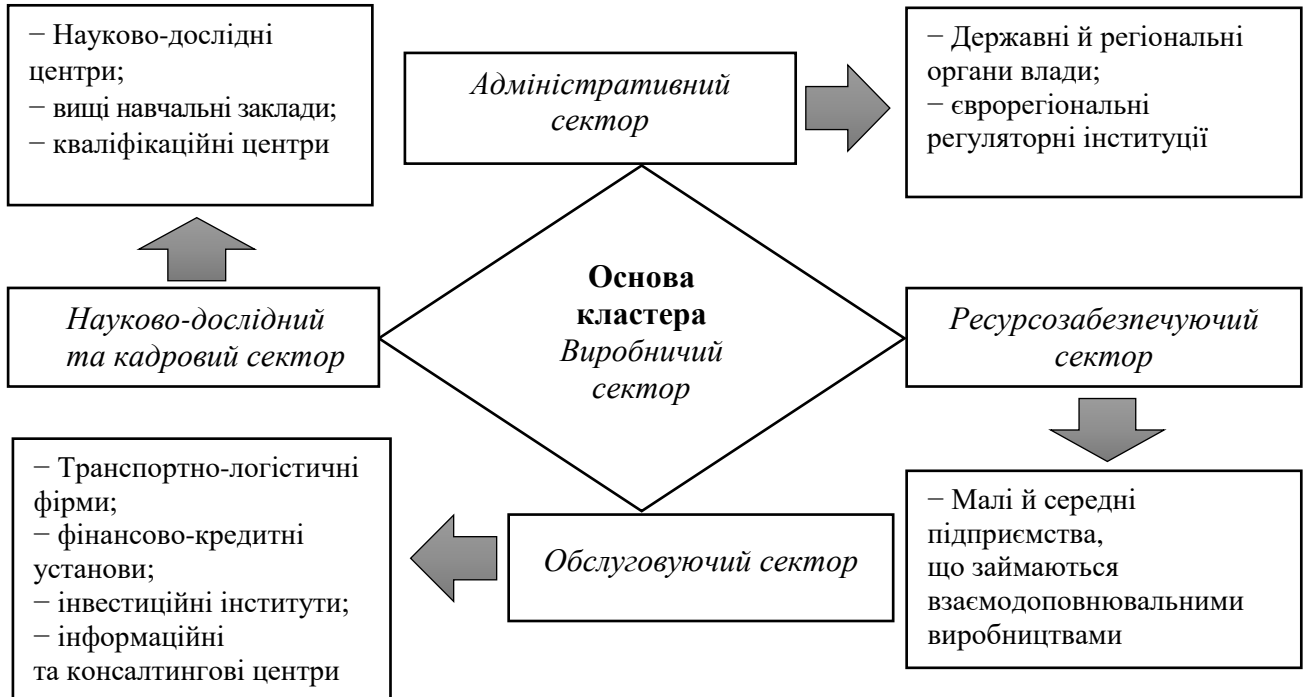 − Науково-дослідні
центри;
− вищі навчальні заклади;
− кваліфікаційні центри
Адміністративний
сектор
− Державні й регіональні
органи влади;
− єврорегіональні
регуляторні інституції
Науково-дослідний
та кадровий сектор
Основа
кластера
Виробничий
сектор
Ресурсозабезпечуючий
сектор
− Транспортно-логістичні
фірми;
− фінансово-кредитні
установи;
− інвестиційні інститути;
− інформаційні
та консалтингові центри
Обслуговуючий сектор
− Малі й середні
підприємства,
що займаються
взаємодоповнювальними
виробництвами